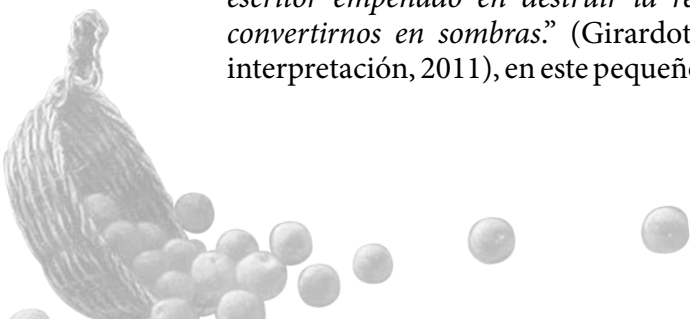 escritor empeñado en destruir la re
convertirnos en sombras.” (Girardot
interpretación, 2011), en este pequeño